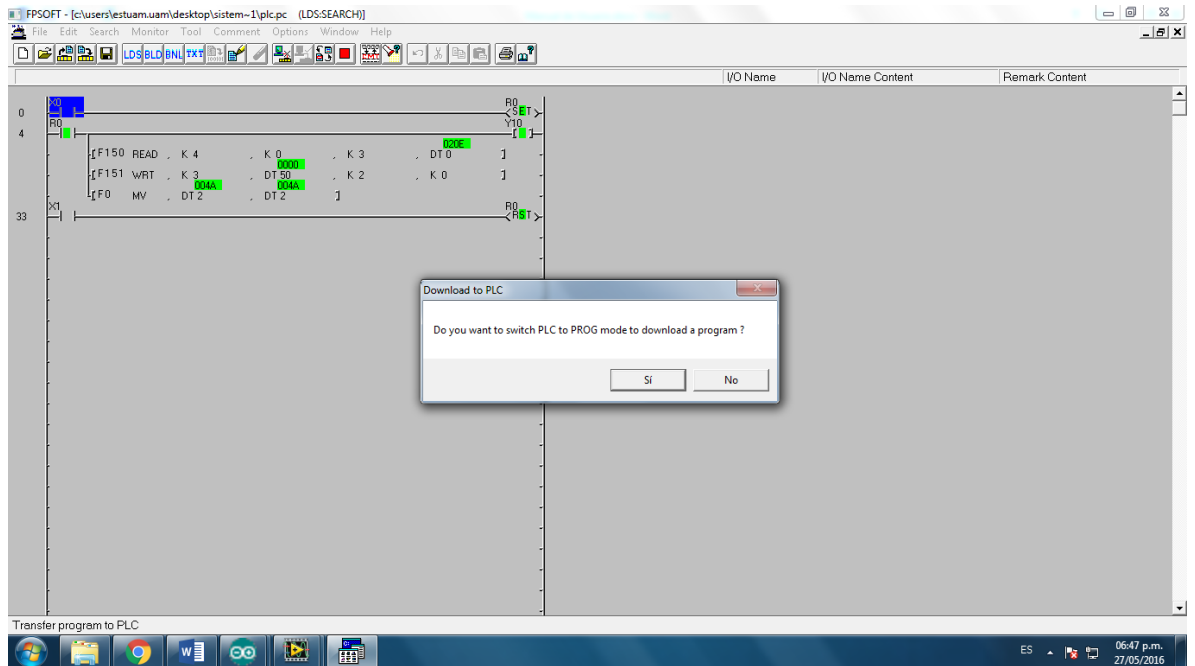 FPSOFT - [c:\users\estuam.uam\desktop\sistem~1\plc.pc (LDS:SEARCH)]
File Edit Search Monitor Tool Comment Options Window Help
LDS BLD BNL TXT
I/O Name I/O Name Content Remark Content
X0 R0
0 SET
R0 Y10
4
020E
F150 READ , K 4 , K 0 , K 3 , DT 0
0000
F151 WRT , K 3 , DT 50 , K 2 , K 0
004A 004A
F0 MV , DT 2 , DT 2
X1 R0
33 RST
Download to PLC
Do you want to switch PLC to PROG mode to download a program ?
Sí No
Transfer program to PLC
ES 06:47 p.m.
27/05/2016